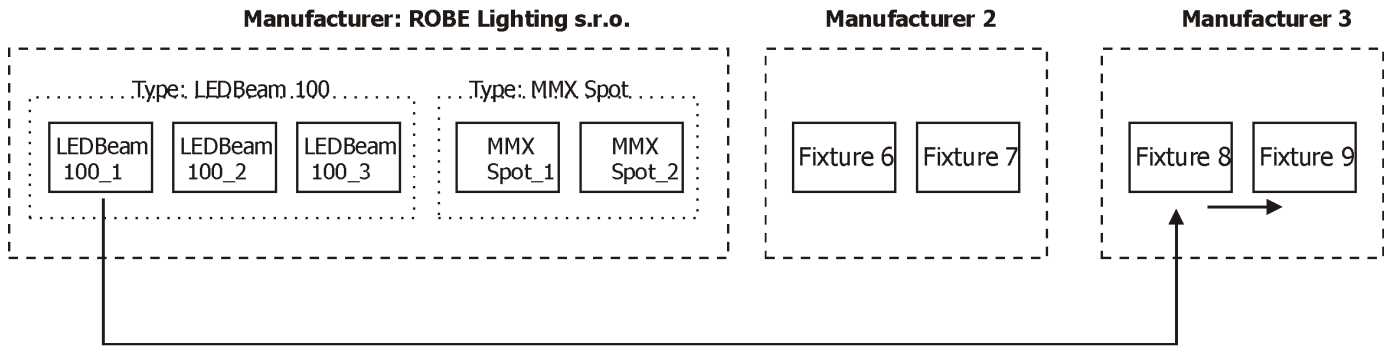 Manufacturer: ROBE Lighting s.r.o.
Manufacturer 2
Manufacturer 3
Type: LEDBeam 100
Type: MMX Spot
LEDBeam
100_1
LEDBeam
100_2
LEDBeam
100_3
MMX
Spot_1
MMX
Spot_2
Fixture 6
Fixture 7
Fixture 8
Fixture 9